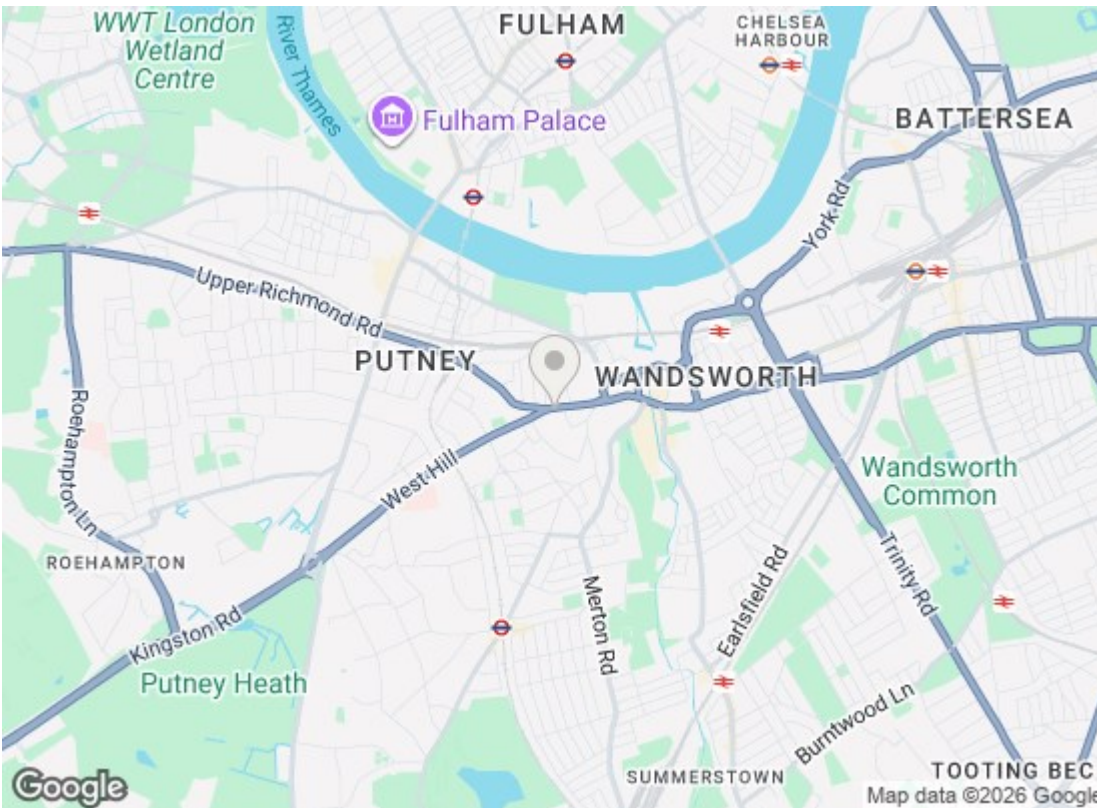 WWT London
Wetland
Centre
FULHAM
CHELSEA
HARBOUR
River Thames
Fulham Palace
BATTERSEA
York Rd
Upper Richmond Rd
PUTNEY
WANDSWORTH
Roehampton Ln
West Hill
Wandsworth
Common
ROEHAMPTON
Trinity Rd
Merton Rd
Earlsfield Rd
Kingston Rd
Putney Heath
Burntwood Ln
SUMMERSTOWN
TOOTING BEC
Google
Map data ©2026 Google